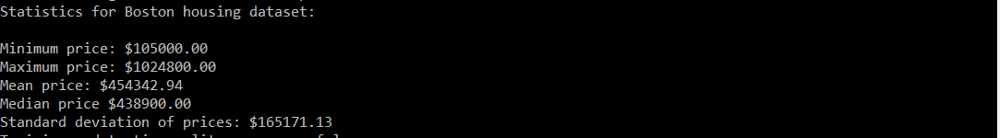 Statistics for Boston housing dataset:
Minimum price: $105000.00
Maximum price: $1024800.00
Mean price: $454342.94
Median price $438900.00
Standard deviation of prices: $165171.13